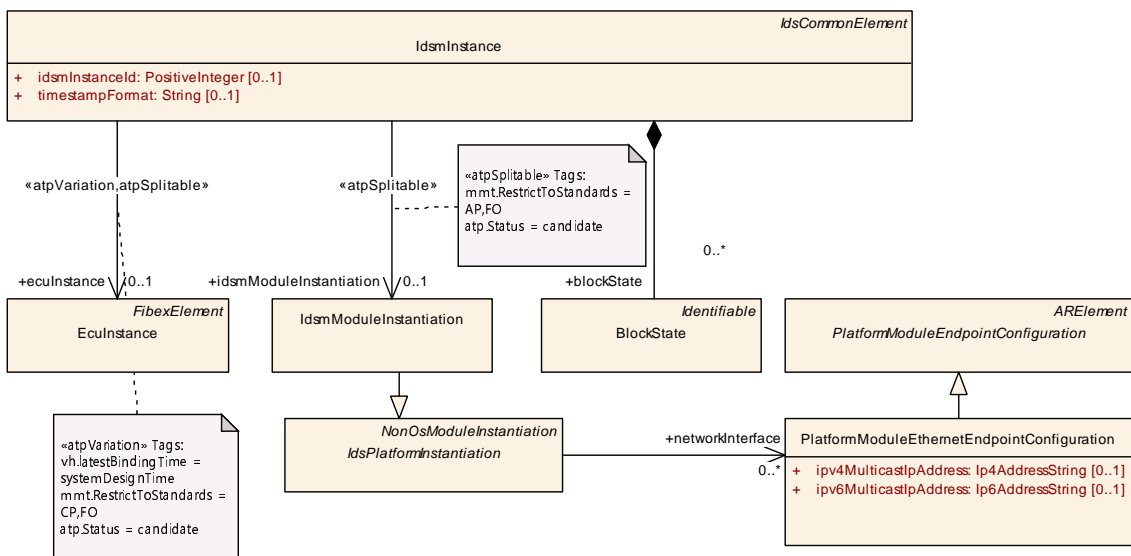 IdsCommonElement
IdsmInstance
+ idsmInstanceId: PositiveInteger [0..1]
+ timestampFormat: String [0..1]
«atpVariation,atpSplitable»
«atpSplitable»
«atpSplitable» Tags:
mmt.RestrictToStandards =
AP,FO
atp.Status = candidate
0..*
+ecuInstance
0..1
+idsmModuleInstantiation
0..1
+blockState
FibexElement
EcuInstance
IdsmModuleInstantiation
Identifiable
BlockState
ARElement
PlatformModuleEndpointConfiguration
«atpVariation» Tags:
vh.latestBindingTime =
systemDesignTime
mmt.RestrictToStandards =
CP,FO
atp.Status = candidate
NonOsModuleInstantiation
IdsPlatformInstantiation
+networkInterface
0..*
PlatformModuleEthernetEndpointConfiguration
+ ipv4MulticastIpAddress: Ip4AddressString [0..1]
+ ipv6MulticastIpAddress: Ip6AddressString [0..1]